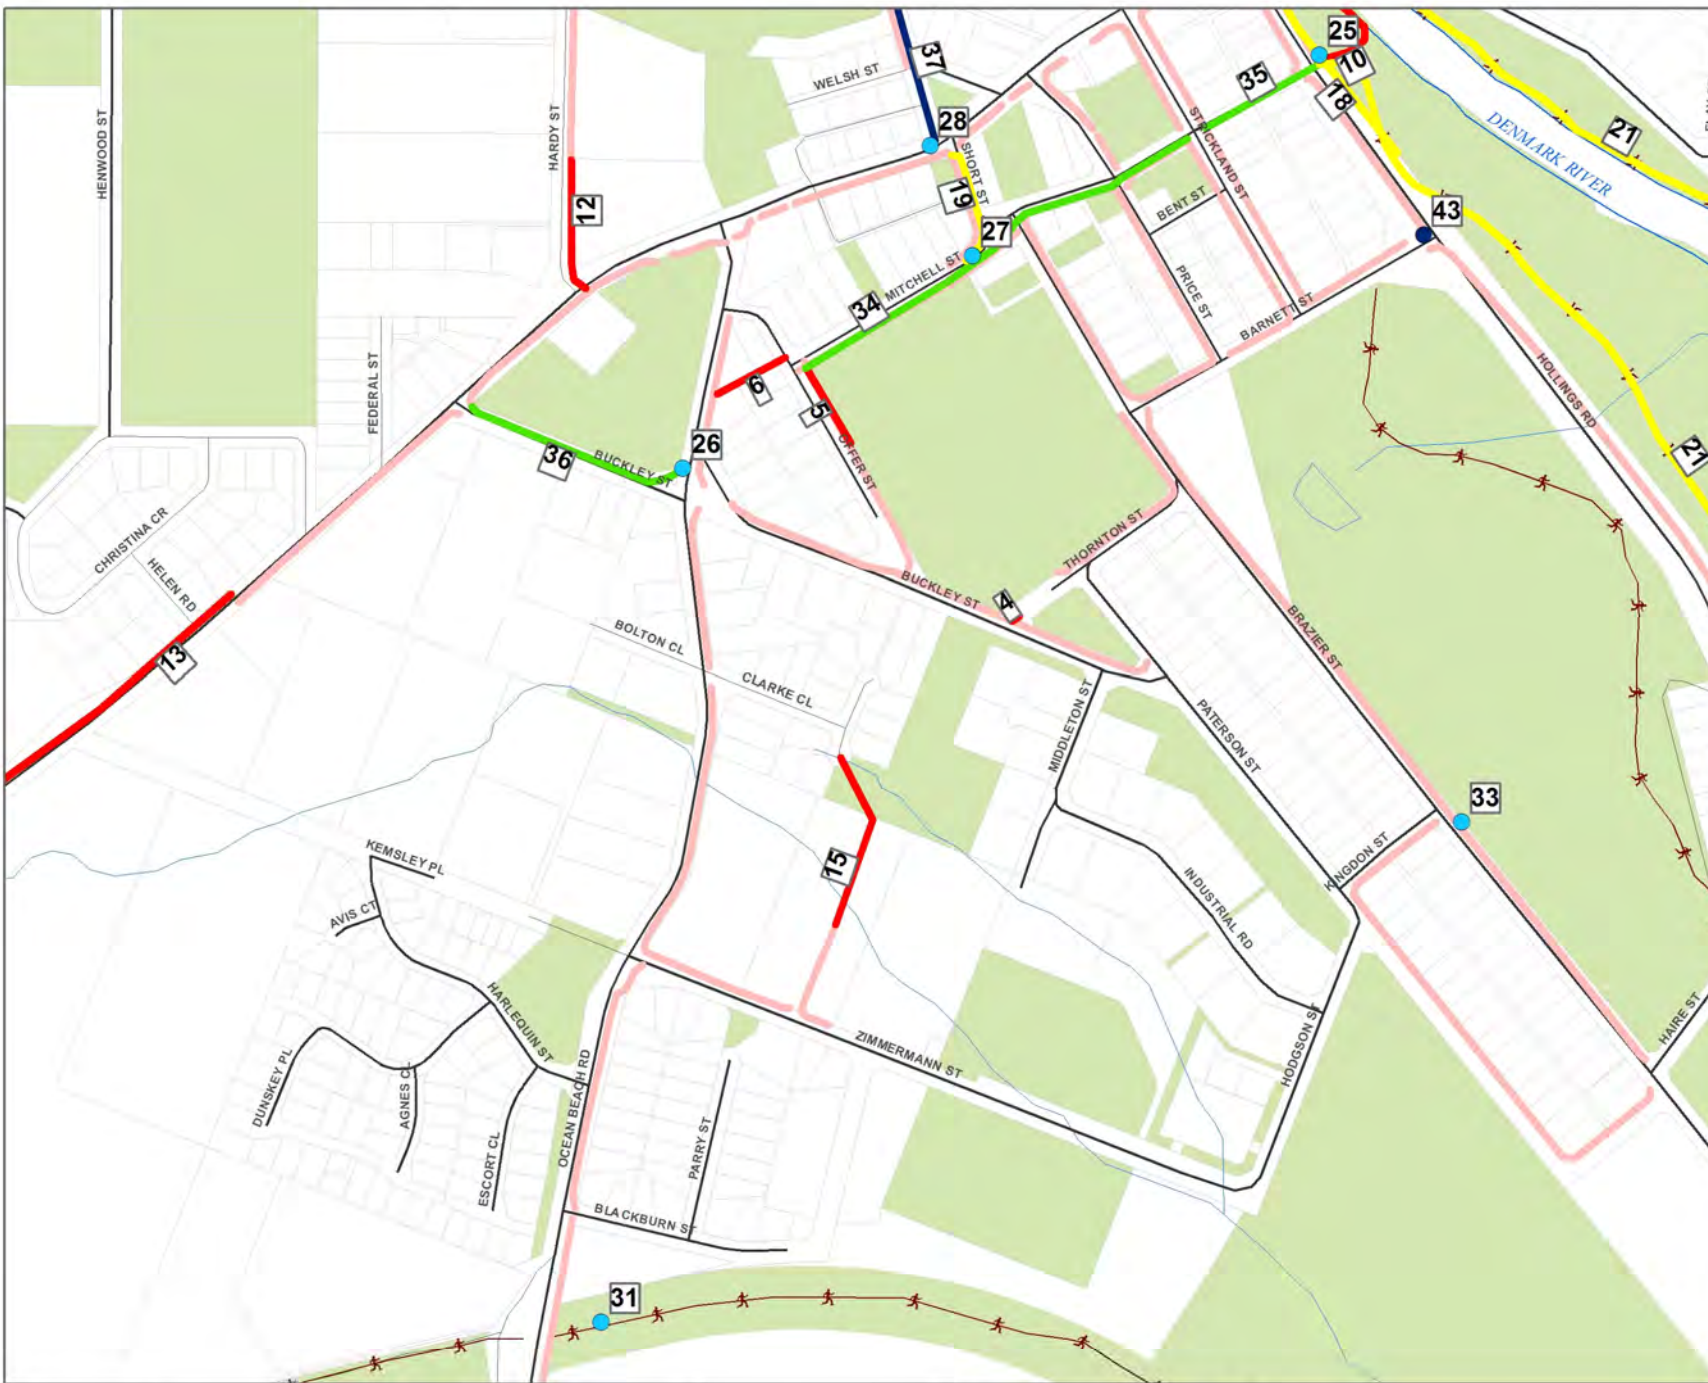 25
37
10
35
WELSH ST
18
28
HENWOOD ST
HARDY ST
STRICKLAND ST
DENMARK RIVER
21
SHORT ST
19
12
BENT ST
43
27
MITCHELL ST
PRICE ST
34
BARNETT ST
FEDERAL ST
6
5
HOLLINGS RD
OFFER ST
26
36
BUCKLEY ST
21
CHRISTINA CR
HELEN RD
THORNTON ST
BUCKLEY ST
4
BOLTON CL
BRAZIER ST
13
CLARKE CL
MIDDLETON ST
PATERSON ST
33
KEMSLEY PL
15
KINGDON ST
INDUSTRIAL RD
AVIS CT
HARLEQUIN ST
HAIRE ST
ZIMMERMANN ST
HODGSON ST
DUNSKEY PL
AGNES CL
OCEAN BEACH RD
PARRY ST
ESCORT CL
BLACKBURN ST
31